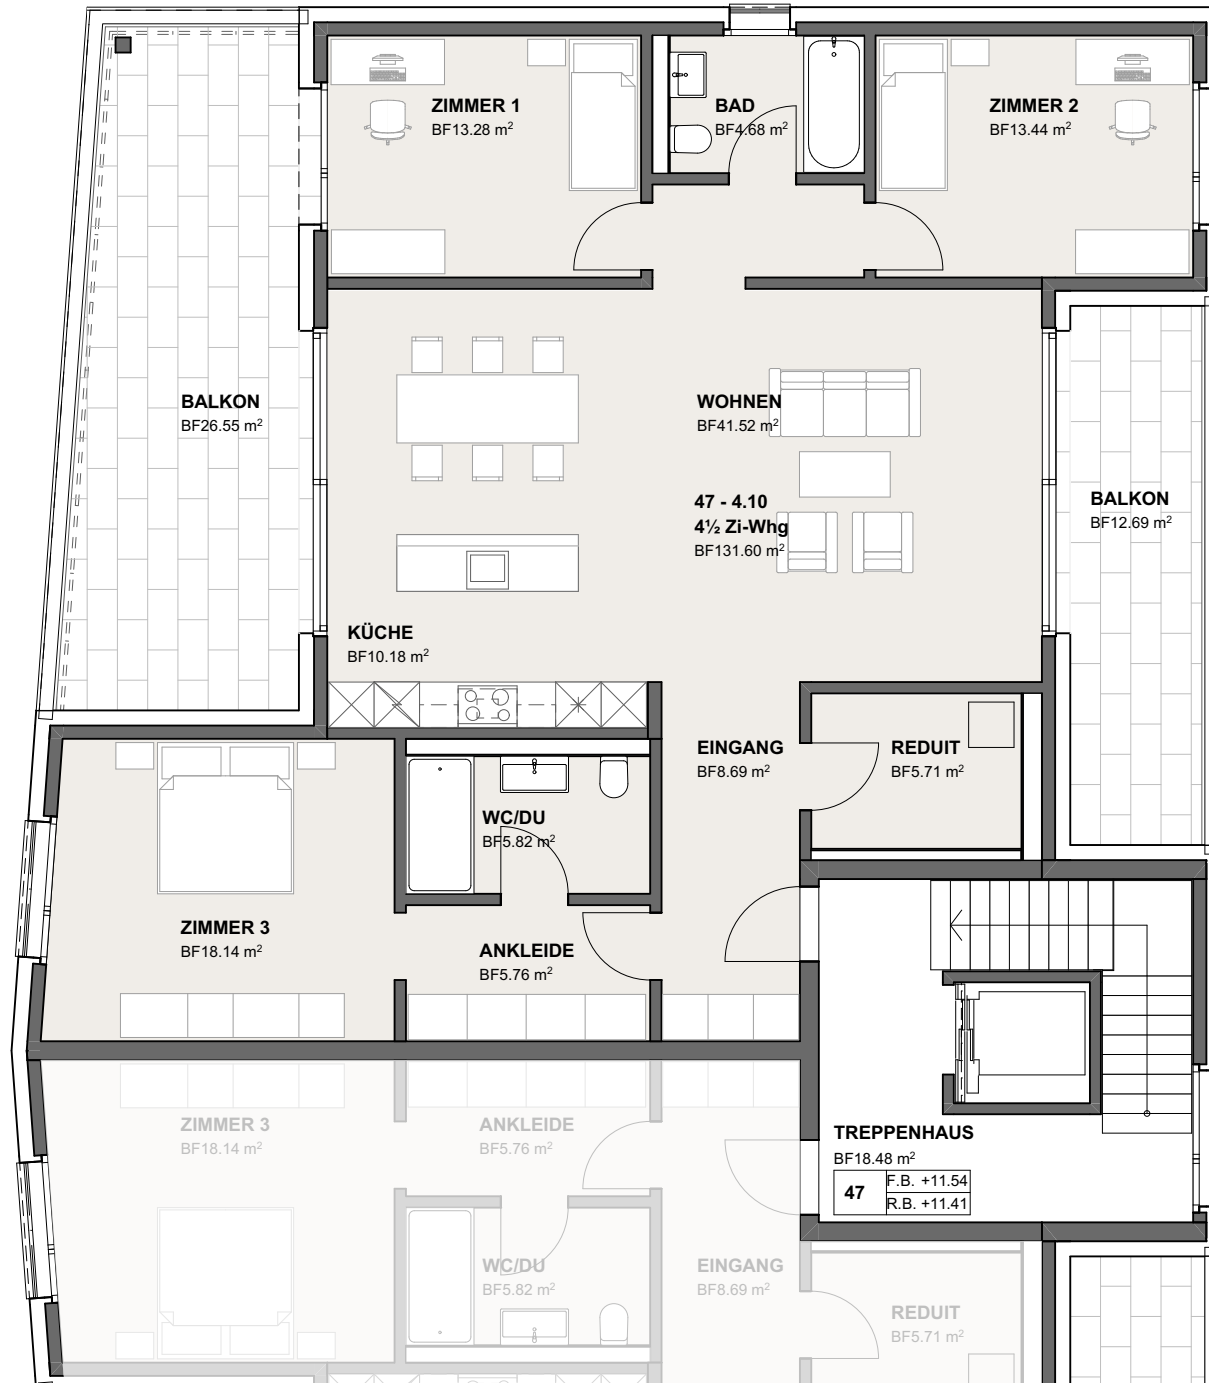 ZIMMER 1
BF13.28 m²
BAD
BF4.68 m²
ZIMMER 2
BF13.44 m²
BALKON
BF26.55 m²
WOHNEN
BF41.52 m²
47 - 4.10
4½ Zi-Whg
BF131.60 m²
BALKON
BF12.69 m²
KÜCHE
BF10.18 m²
EINGANG
BF8.69 m²
REDUIT
BF5.71 m²
WC/DU
BF5.82 m²
ZIMMER 3
BF18.14 m²
ANKLEIDE
BF5.76 m²
ZIMMER 3
BF18.14 m²
ANKLEIDE
BF5.76 m²
TREPPENHAUS
BF18.48 m²
47
F.B. +11.54
R.B. +11.41
WC/DU
BF5.82 m²
EINGANG
BF8.69 m²
REDUIT
BF5.71 m²